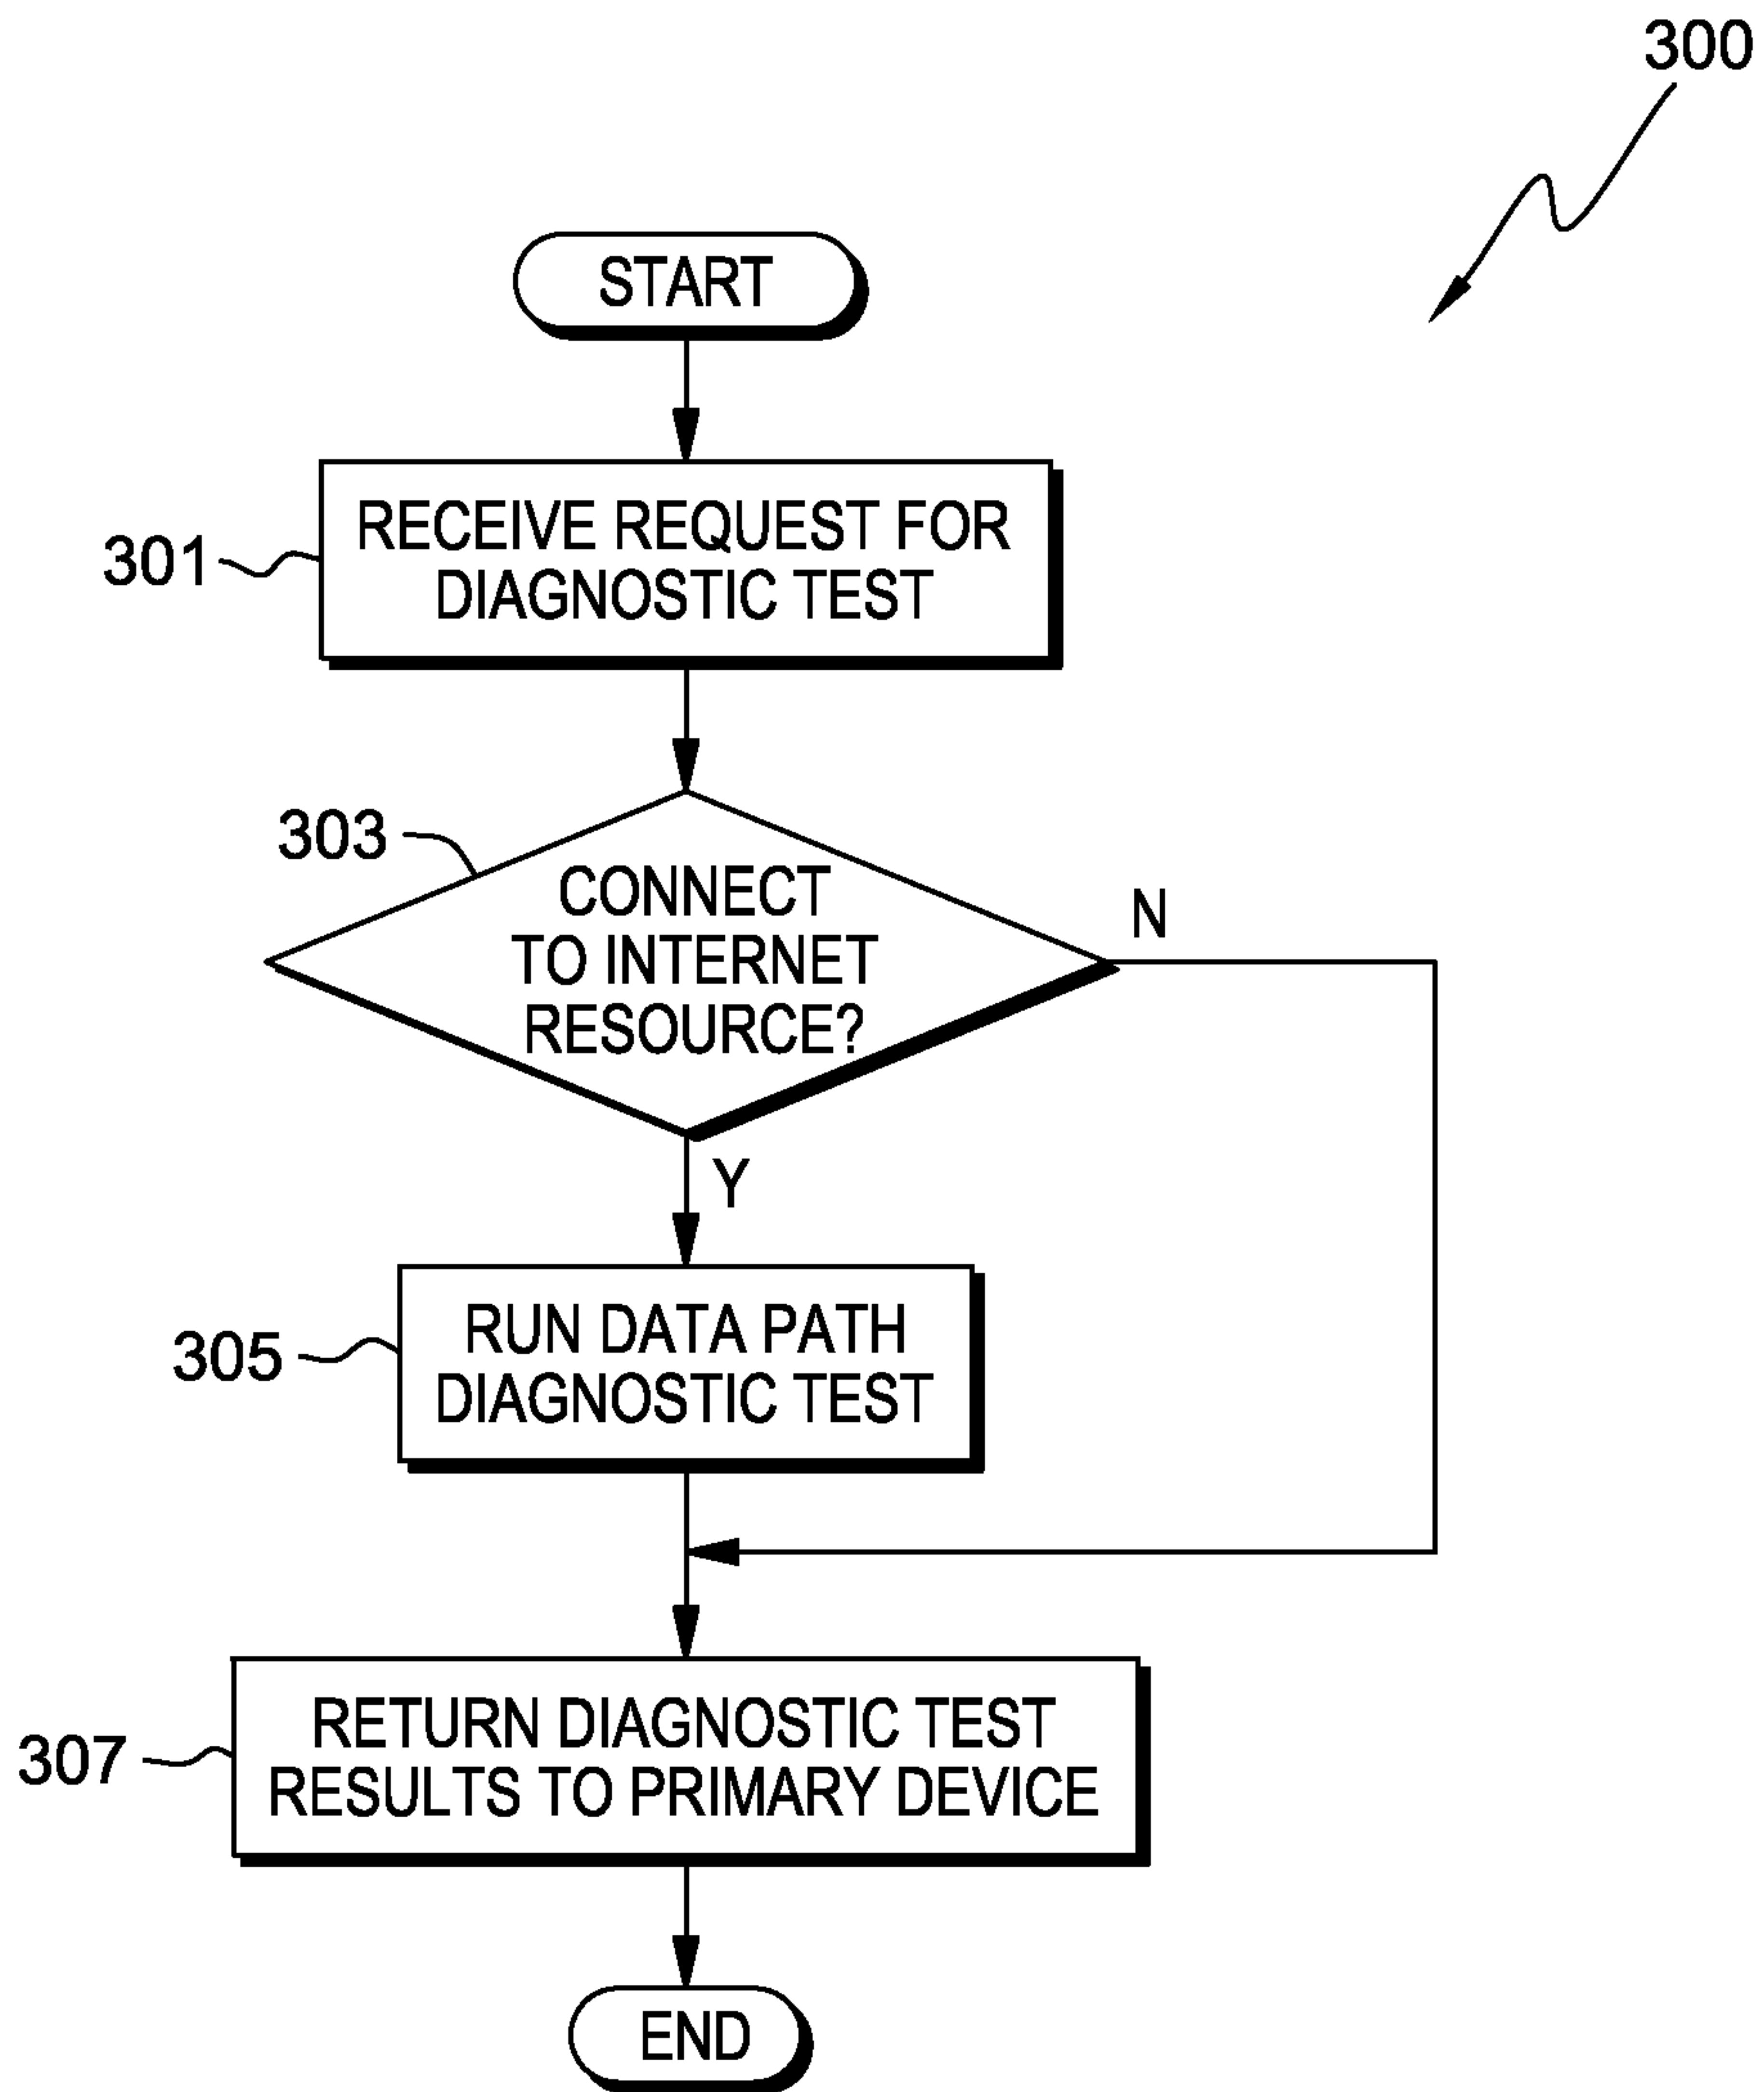 300
START
301
RECEIVE REQUEST FOR
DIAGNOSTIC TEST
303
CONNECT
TO INTERNET
RESOURCE?
N
Y
305
RUN DATA PATH
DIAGNOSTIC TEST
307
RETURN DIAGNOSTIC TEST
RESULTS TO PRIMARY DEVICE
END